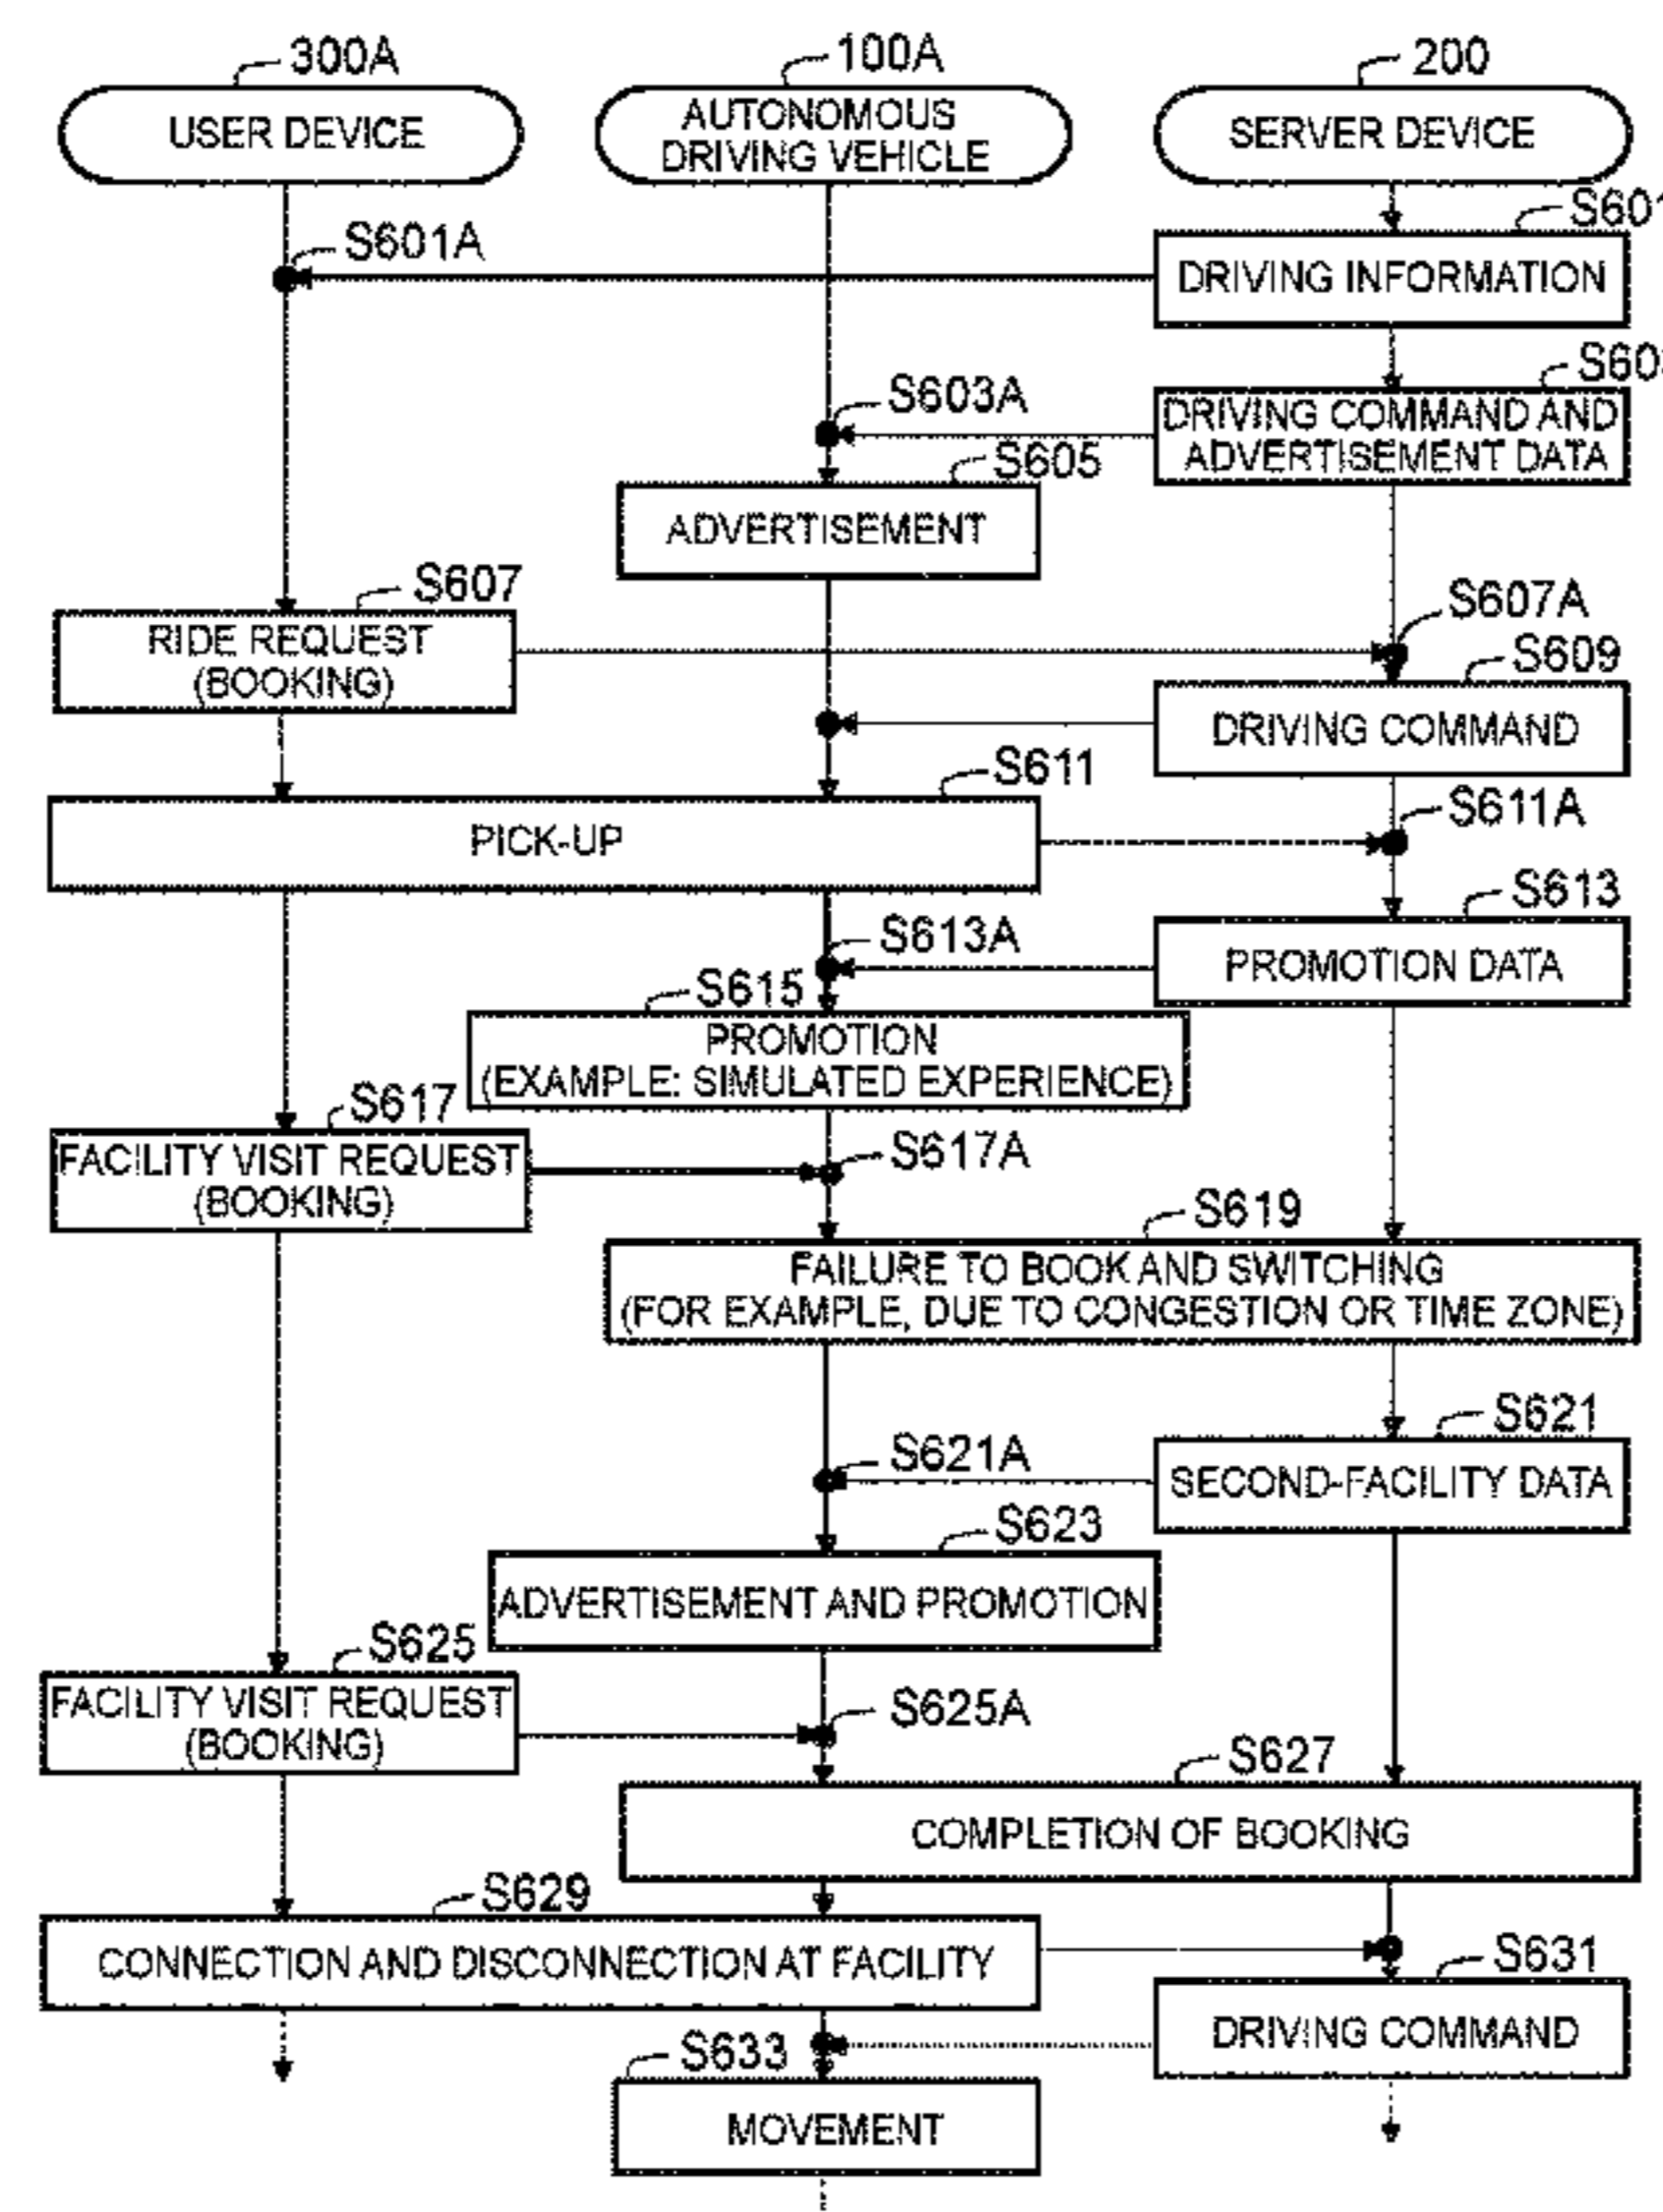 300A
100A
200
USER DEVICE
AUTONOMOUS
DRIVING VEHICLE
SERVER DEVICE
S601
S601A
DRIVING INFORMATION
S603A
DRIVING COMMAND AND
ADVERTISEMENT DATA
S605
ADVERTISEMENT
S607
RIDE REQUEST
(BOOKING)
S607A
S609
DRIVING COMMAND
S611
PICK-UP
S611A
S613
PROMOTION DATA
S613A
S615
PROMOTION
(EXAMPLE: SIMULATED EXPERIENCE)
S617
FACILITY VISIT REQUEST
(BOOKING)
S617A
S619
FAILURE TO BOOK AND SWITCHING
(FOR EXAMPLE, DUE TO CONGESTION OR TIME ZONE)
S621
SECOND-FACILITY DATA
S621A
S623
ADVERTISEMENT AND PROMOTION
S625
FACILITY VISIT REQUEST
(BOOKING)
S625A
S627
COMPLETION OF BOOKING
S629
CONNECTION AND DISCONNECTION AT FACILITY
S631
DRIVING COMMAND
S633
MOVEMENT